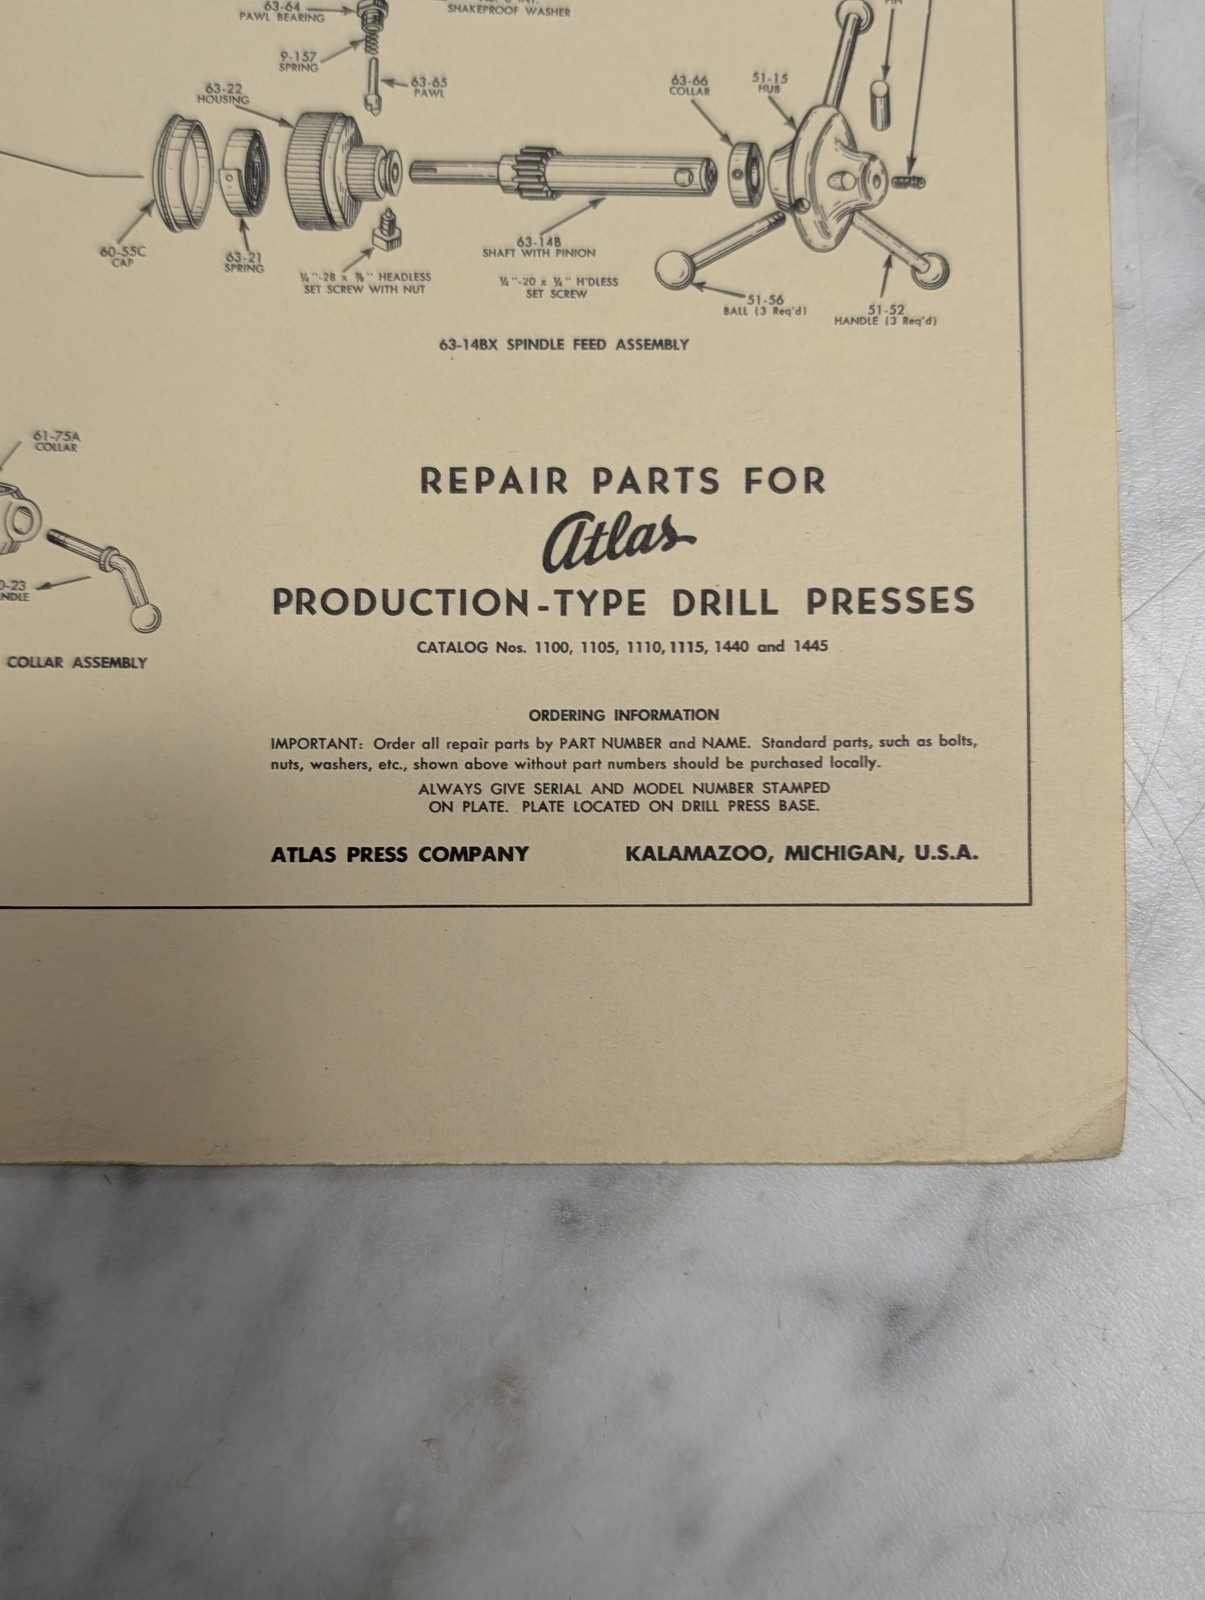 63-64
PAWL BEARING
SHAKEPROOF WASHER
9-157
SPRING
63-65
PAWL
63-22
HOUSING
63-66
COLLAR
51-15
HUB
60-55C
CAP
63-21
SPRING
¼"-28 x ⅞" HEADLESS
SET SCREW WITH NUT
63-14B
SHAFT WITH PINION
¼"-20 x ¼" H'DLESS
SET SCREW
51-56
BALL (3 Req'd)
51-52
HANDLE (3 Req'd)
63-14BX SPINDLE FEED ASSEMBLY
61-75A
COLLAR
0-23
NDLE
COLLAR ASSEMBLY
REPAIR PARTS FOR
Atlas
PRODUCTION-TYPE DRILL PRESSES
CATALOG Nos. 1100, 1105, 1110, 1115, 1440 and 1445
ORDERING INFORMATION
IMPORTANT: Order all repair parts by PART NUMBER and NAME. Standard parts, such as bolts,
nuts, washers, etc., shown above without part numbers should be purchased locally.
ALWAYS GIVE SERIAL AND MODEL NUMBER STAMPED
ON PLATE. PLATE LOCATED ON DRILL PRESS BASE.
ATLAS PRESS COMPANY KALAMAZOO, MICHIGAN, U.S.A.